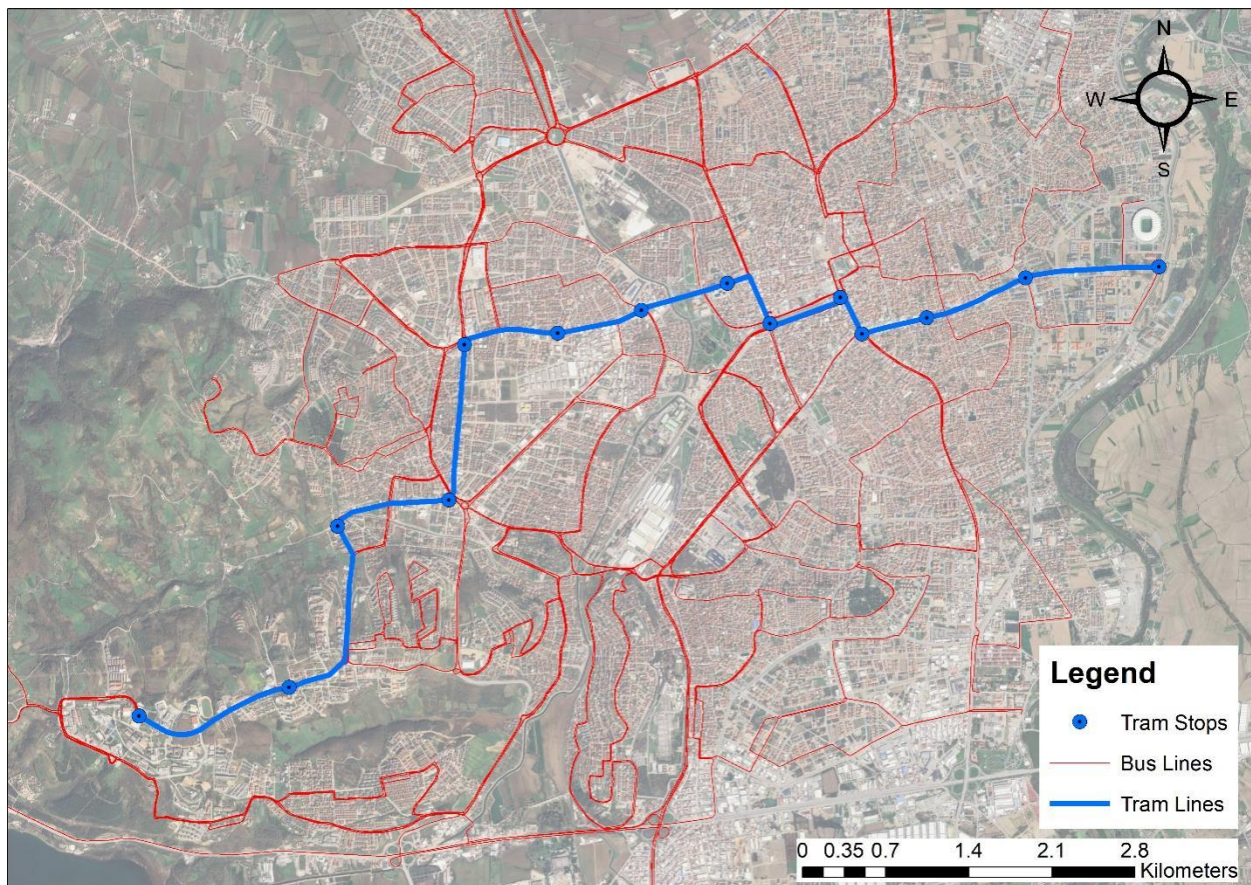 N
W E
S
Legend
Tram Stops
Bus Lines
Tram Lines
0 0.35 0.7 1.4 2.1 2.8
Kilometers